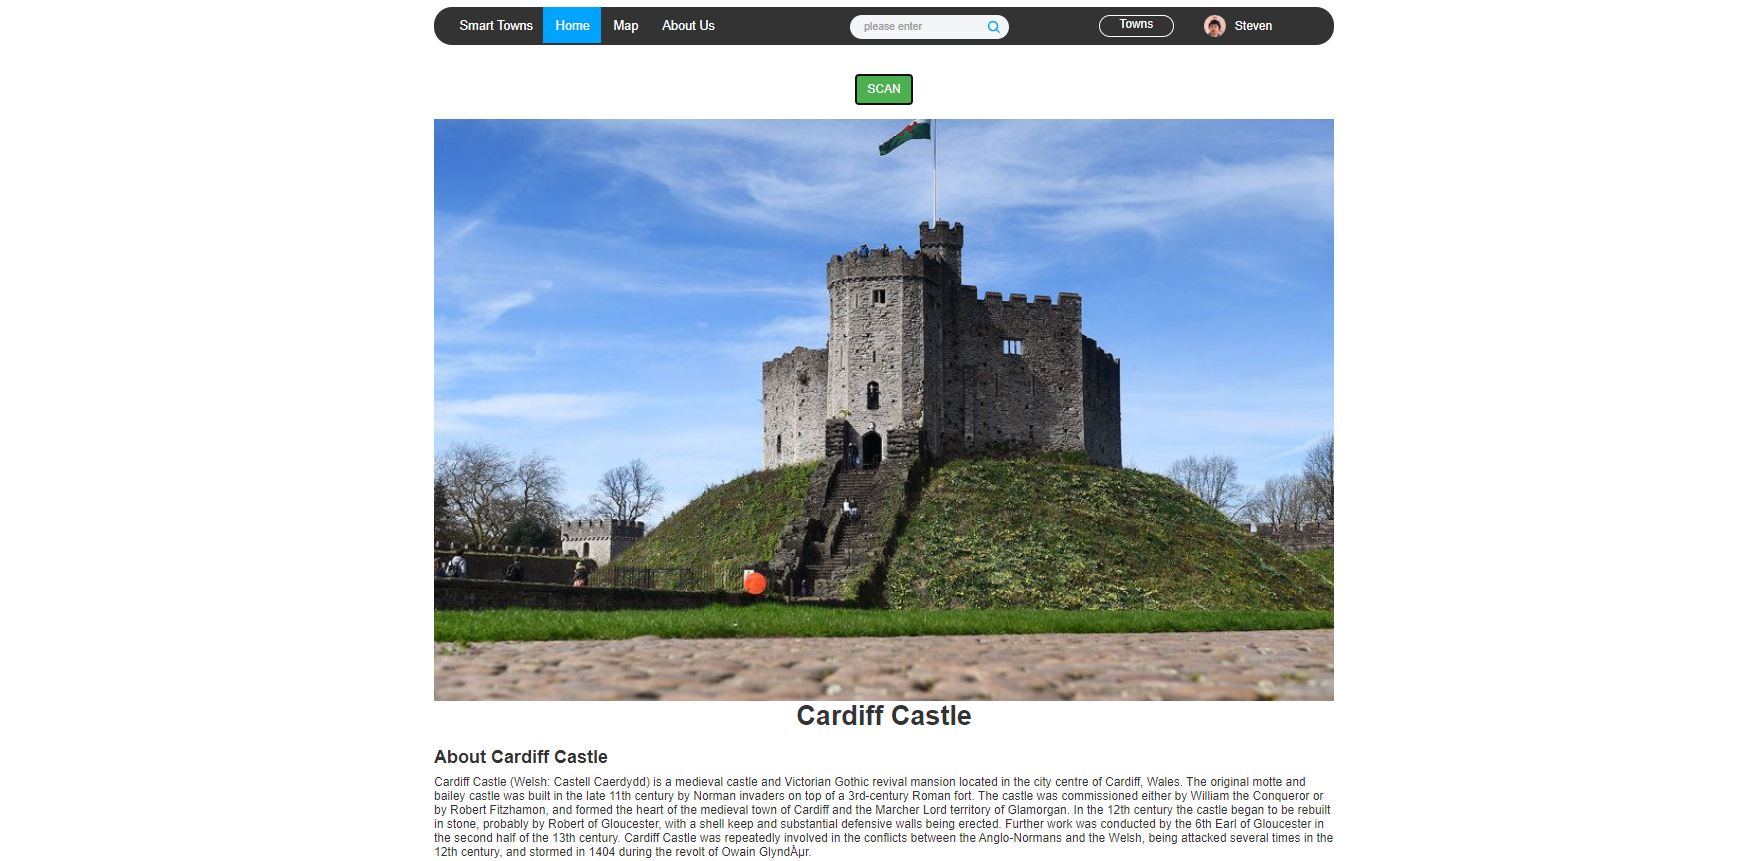 Smart Towns Home Map About Us please enter Towns Steven
SCAN
Cardiff Castle
About Cardiff Castle
Cardiff Castle (Welsh: Castell Caerdydd) is a medieval castle and Victorian Gothic revival mansion located in the city centre of Cardiff, Wales. The original motte and
bailey castle was built in the late 11th century by Norman invaders on top of a 3rd-century Roman fort. The castle was commissioned either by William the Conqueror or
by Robert Fitzhamon, and formed the heart of the medieval town of Cardiff and the Marcher Lord territory of Glamorgan. In the 12th century the castle began to be rebuilt
in stone, probably by Robert of Gloucester, with a shell keep and substantial defensive walls being erected. Further work was conducted by the 6th Earl of Gloucester in
the second half of the 13th century. Cardiff Castle was repeatedly involved in the conflicts between the Anglo-Normans and the Welsh, being attacked several times in the
12th century, and stormed in 1404 during the revolt of Owain GlyndÅµr.